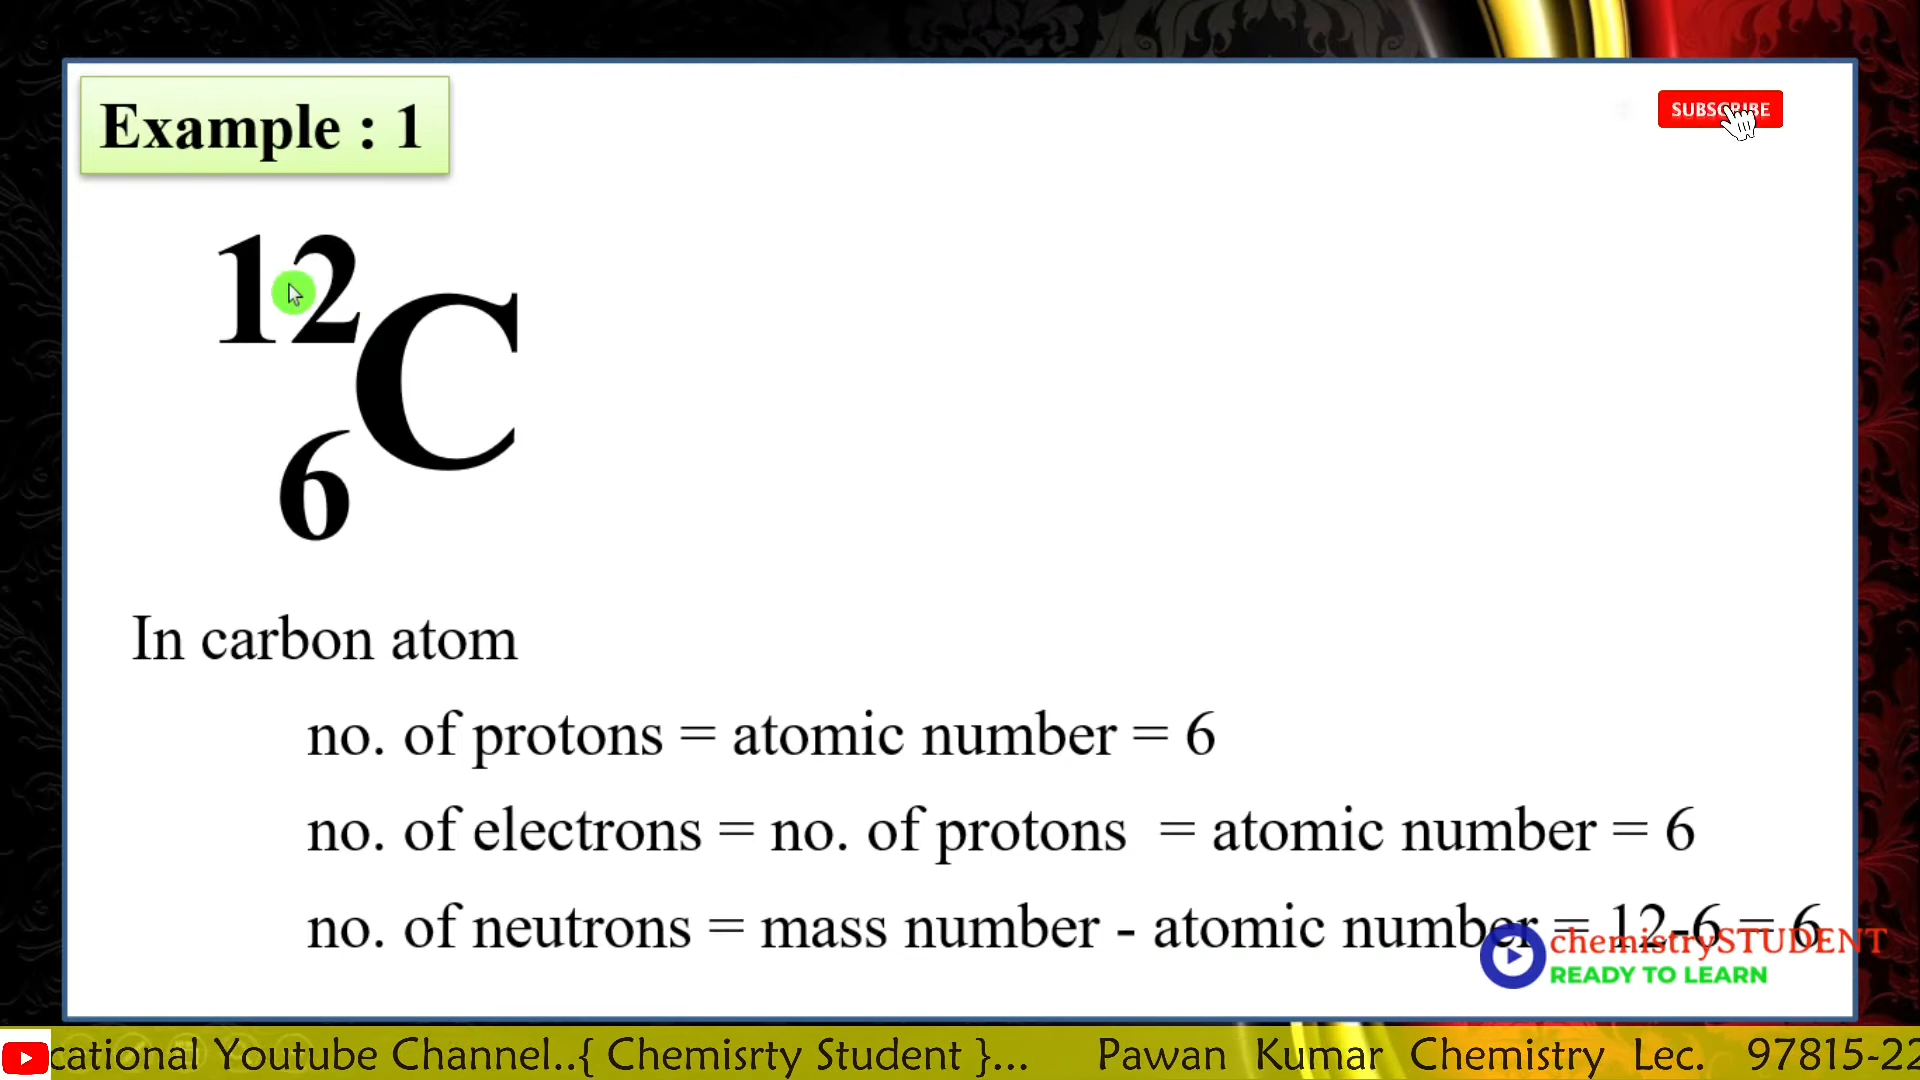 Example : 1
SUBSCRIBE
12
C
6
In carbon atom
no. of protons = atomic number = 6
no. of electrons = no. of protons = atomic number = 6
no. of neutrons = mass number - atomic number = 12-6 = 6
chemistrySTUDENT
READY TO LEARN
cational Youtube Channel..{ Chemisrty Student }... Pawan Kumar Chemistry Lec. 97815-22